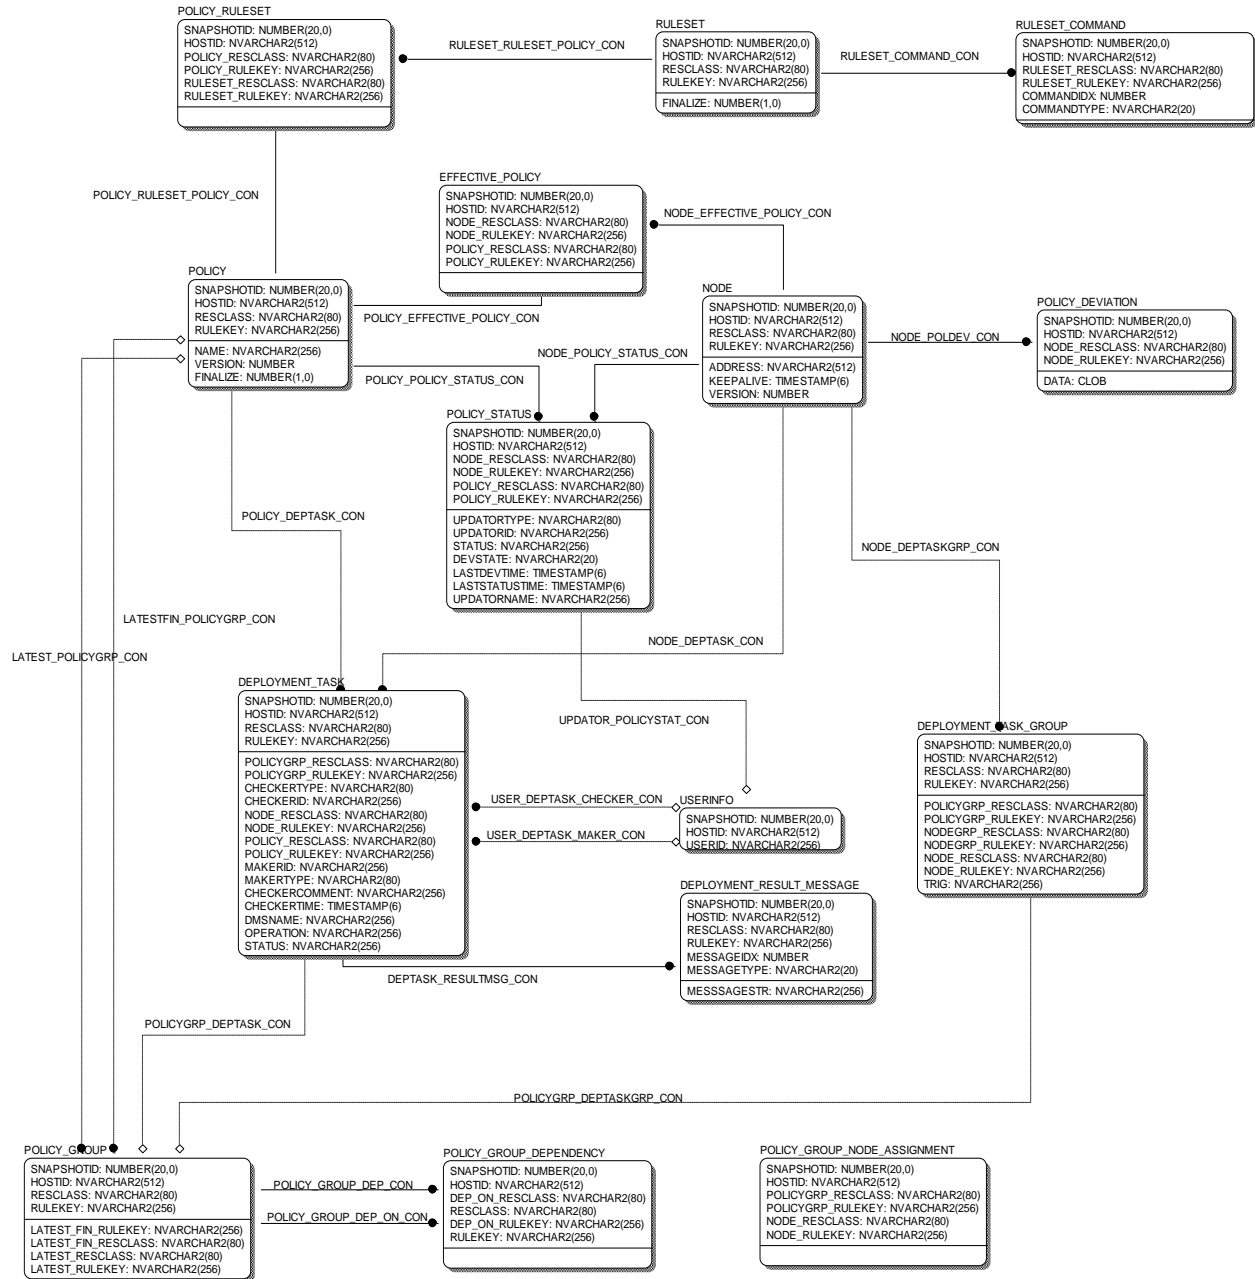 POLICY_RULESET
SNAPSHOTID: NUMBER(20,0)
HOSTID: NVARCHAR2(512)
POLICY_RESCLASS: NVARCHAR2(80)
POLICY_RULEKEY: NVARCHAR2(256)
RULESET_RESCLASS: NVARCHAR2(80)
RULESET_RULEKEY: NVARCHAR2(256)
RULESET_RULESET_POLICY_CON
RULESET
SNAPSHOTID: NUMBER(20,0)
HOSTID: NVARCHAR2(512)
RESCLASS: NVARCHAR2(80)
RULEKEY: NVARCHAR2(256)
FINALIZE: NUMBER(1,0)
RULESET_COMMAND_CON
RULESET_COMMAND
SNAPSHOTID: NUMBER(20,0)
HOSTID: NVARCHAR2(512)
RULESET_RESCLASS: NVARCHAR2(80)
RULESET_RULEKEY: NVARCHAR2(256)
COMMANDIDX: NUMBER
COMMANDTYPE: NVARCHAR2(20)
POLICY_RULESET_POLICY_CON
EFFECTIVE_POLICY
SNAPSHOTID: NUMBER(20,0)
HOSTID: NVARCHAR2(512)
NODE_RESCLASS: NVARCHAR2(80)
NODE_RULEKEY: NVARCHAR2(256)
POLICY_RESCLASS: NVARCHAR2(80)
POLICY_RULEKEY: NVARCHAR2(256)
NODE_EFFECTIVE_POLICY_CON
POLICY
SNAPSHOTID: NUMBER(20,0)
HOSTID: NVARCHAR2(512)
RESCLASS: NVARCHAR2(80)
RULEKEY: NVARCHAR2(256)
NAME: NVARCHAR2(256)
VERSION: NUMBER
FINALIZE: NUMBER(1,0)
POLICY_EFFECTIVE_POLICY_CON
NODE
SNAPSHOTID: NUMBER(20,0)
HOSTID: NVARCHAR2(512)
RESCLASS: NVARCHAR2(80)
RULEKEY: NVARCHAR2(256)
ADDRESS: NVARCHAR2(512)
KEEPALIVE: TIMESTAMP(6)
VERSION: NUMBER
NODE_POLDEV_CON
POLICY_DEVIATION
SNAPSHOTID: NUMBER(20,0)
HOSTID: NVARCHAR2(512)
NODE_RESCLASS: NVARCHAR2(80)
NODE_RULEKEY: NVARCHAR2(256)
DATA: CLOB
NODE_POLICY_STATUS_CON
POLICY_POLICY_STATUS_CON
POLICY_STATUS
SNAPSHOTID: NUMBER(20,0)
HOSTID: NVARCHAR2(512)
NODE_RESCLASS: NVARCHAR2(80)
NODE_RULEKEY: NVARCHAR2(256)
POLICY_RESCLASS: NVARCHAR2(80)
POLICY_RULEKEY: NVARCHAR2(256)
UPDATORTYPE: NVARCHAR2(80)
UPDATORID: NVARCHAR2(256)
STATUS: NVARCHAR2(256)
DEVSTATE: NVARCHAR2(20)
LASTDEVTIME: TIMESTAMP(6)
LASTSTATUSTIME: TIMESTAMP(6)
UPDATORNAME: NVARCHAR2(256)
POLICY_DEPTASK_CON
NODE_DEPTASKGRP_CON
LATESTFIN_POLICYGRP_CON
LATEST_POLICYGRP_CON
NODE_DEPTASK_CON
DEPLOYMENT_TASK
SNAPSHOTID: NUMBER(20,0)
HOSTID: NVARCHAR2(512)
RESCLASS: NVARCHAR2(80)
RULEKEY: NVARCHAR2(256)
POLICYGRP_RESCLASS: NVARCHAR2(80)
POLICYGRP_RULEKEY: NVARCHAR2(256)
CHECKERTYPE: NVARCHAR2(80)
CHECKERID: NVARCHAR2(256)
NODE_RESCLASS: NVARCHAR2(80)
NODE_RULEKEY: NVARCHAR2(256)
POLICY_RESCLASS: NVARCHAR2(80)
POLICY_RULEKEY: NVARCHAR2(256)
MAKERID: NVARCHAR2(256)
MAKERTYPE: NVARCHAR2(80)
CHECKERCOMMENT: NVARCHAR2(256)
CHECKERTIME: TIMESTAMP(6)
DMSNAME: NVARCHAR2(256)
OPERATION: NVARCHAR2(256)
STATUS: NVARCHAR2(256)
UPDATOR_POLICYSTAT_CON
USER_DEPTASK_CHECKER_CON
USER_DEPTASK_MAKER_CON
USERINFO
SNAPSHOTID: NUMBER(20,0)
HOSTID: NVARCHAR2(512)
USERID: NVARCHAR2(256)
DEPLOYMENT_TASK_GROUP
SNAPSHOTID: NUMBER(20,0)
HOSTID: NVARCHAR2(512)
RESCLASS: NVARCHAR2(80)
RULEKEY: NVARCHAR2(256)
POLICYGRP_RESCLASS: NVARCHAR2(80)
POLICYGRP_RULEKEY: NVARCHAR2(256)
NODEGRP_RESCLASS: NVARCHAR2(80)
NODEGRP_RULEKEY: NVARCHAR2(256)
NODE_RESCLASS: NVARCHAR2(80)
NODE_RULEKEY: NVARCHAR2(256)
TRIG: NVARCHAR2(256)
DEPLOYMENT_RESULT_MESSAGE
SNAPSHOTID: NUMBER(20,0)
HOSTID: NVARCHAR2(512)
RESCLASS: NVARCHAR2(80)
RULEKEY: NVARCHAR2(256)
MESSAGEIDX: NUMBER
MESSAGETYPE: NVARCHAR2(20)
MESSSAGESTR: NVARCHAR2(256)
DEPTASK_RESULTMSG_CON
POLICYGRP_DEPTASK_CON
POLICYGRP_DEPTASKGRP_CON
POLICY_GROUP
SNAPSHOTID: NUMBER(20,0)
HOSTID: NVARCHAR2(512)
RESCLASS: NVARCHAR2(80)
RULEKEY: NVARCHAR2(256)
LATEST_FIN_RULEKEY: NVARCHAR2(256)
LATEST_FIN_RESCLASS: NVARCHAR2(80)
LATEST_RESCLASS: NVARCHAR2(80)
LATEST_RULEKEY: NVARCHAR2(256)
POLICY_GROUP_DEP_CON
POLICY_GROUP_DEP_ON_CON
POLICY_GROUP_DEPENDENCY
SNAPSHOTID: NUMBER(20,0)
HOSTID: NVARCHAR2(512)
DEP_ON_RESCLASS: NVARCHAR2(80)
RESCLASS: NVARCHAR2(80)
DEP_ON_RULEKEY: NVARCHAR2(256)
RULEKEY: NVARCHAR2(256)
POLICY_GROUP_NODE_ASSIGNMENT
SNAPSHOTID: NUMBER(20,0)
HOSTID: NVARCHAR2(512)
POLICYGRP_RESCLASS: NVARCHAR2(80)
POLICYGRP_RULEKEY: NVARCHAR2(256)
NODE_RESCLASS: NVARCHAR2(80)
NODE_RULEKEY: NVARCHAR2(256)